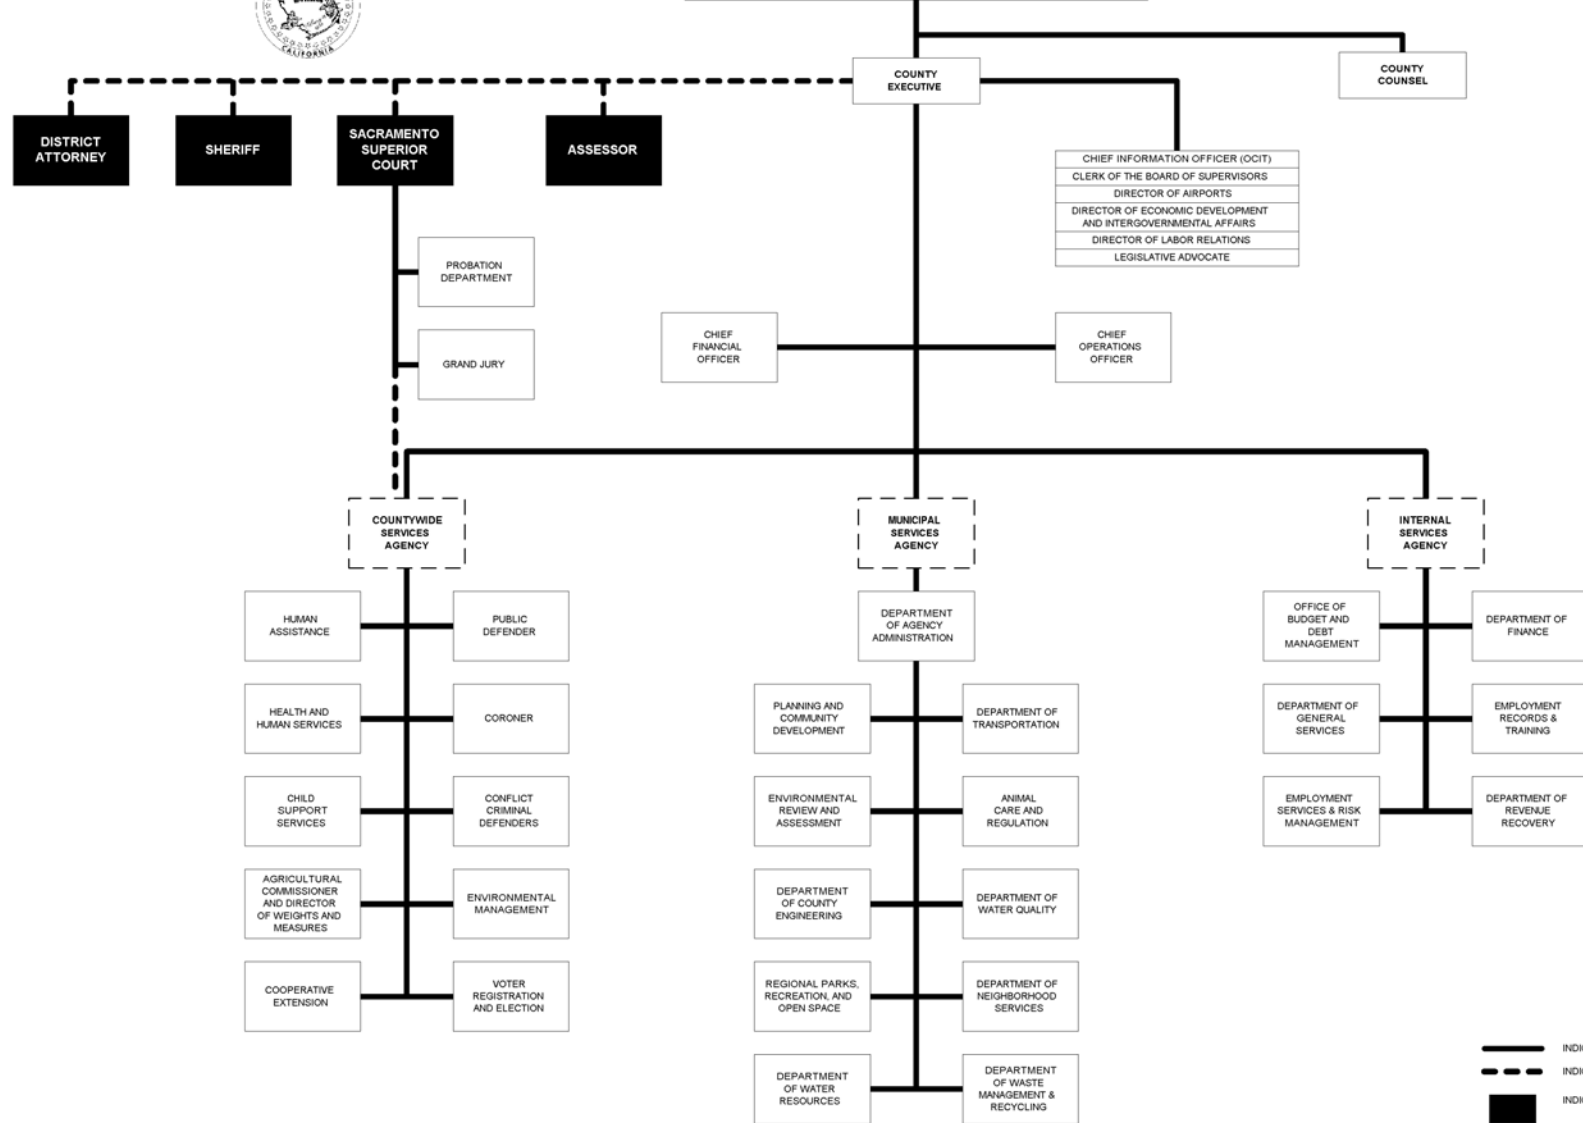 CALIFORNIA
COUNTY
EXECUTIVE
COUNTY
COUNSEL
DISTRICT
ATTORNEY
SHERIFF
SACRAMENTO
SUPERIOR
COURT
ASSESSOR
CHIEF INFORMATION OFFICER (OCIT)
CLERK OF THE BOARD OF SUPERVISORS
DIRECTOR OF AIRPORTS
DIRECTOR OF ECONOMIC DEVELOPMENT
AND INTERGOVERNMENTAL AFFAIRS
DIRECTOR OF LABOR RELATIONS
LEGISLATIVE ADVOCATE
PROBATION
DEPARTMENT
GRAND JURY
CHIEF
FINANCIAL
OFFICER
CHIEF
OPERATIONS
OFFICER
COUNTYWIDE
SERVICES
AGENCY
MUNICIPAL
SERVICES
AGENCY
INTERNAL
SERVICES
AGENCY
HUMAN
ASSISTANCE
PUBLIC
DEFENDER
DEPARTMENT
OF AGENCY
ADMINISTRATION
OFFICE OF
BUDGET AND
DEBT
MANAGEMENT
DEPARTMENT OF
FINANCE
HEALTH AND
HUMAN SERVICES
CORONER
PLANNING AND
COMMUNITY
DEVELOPMENT
DEPARTMENT OF
TRANSPORTATION
DEPARTMENT OF
GENERAL
SERVICES
EMPLOYMENT
RECORDS &
TRAINING
CHILD
SUPPORT
SERVICES
CONFLICT
CRIMINAL
DEFENDERS
ENVIRONMENTAL
REVIEW AND
ASSESSMENT
ANIMAL
CARE AND
REGULATION
EMPLOYMENT
SERVICES & RISK
MANAGEMENT
DEPARTMENT OF
REVENUE
RECOVERY
AGRICULTURAL
COMMISSIONER
AND DIRECTOR
OF WEIGHTS AND
MEASURES
ENVIRONMENTAL
MANAGEMENT
DEPARTMENT
OF COUNTY
ENGINEERING
DEPARTMENT OF
WATER QUALITY
COOPERATIVE
EXTENSION
VOTER
REGISTRATION
AND ELECTION
REGIONAL PARKS,
RECREATION, AND
OPEN SPACE
DEPARTMENT OF
NEIGHBORHOOD
SERVICES
DEPARTMENT
OF WATER
RESOURCES
DEPARTMENT
OF WASTE
MANAGEMENT &
RECYCLING